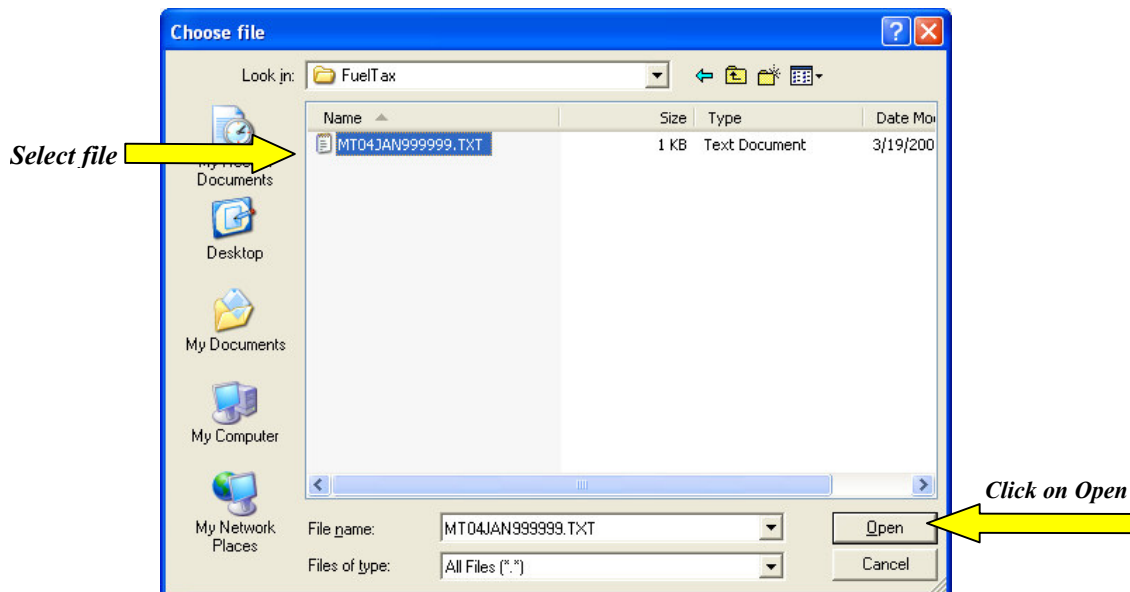 Choose file
Look in: FuelTax
Name Size Type Date Mo
MT04JAN999999.TXT 1 KB Text Document 3/19/200
Select file
Documents
Desktop
My Documents
My Computer
My Network
Places
Click on Open
File name: MT04JAN999999.TXT Open
Files of type: All Files (*.*) Cancel